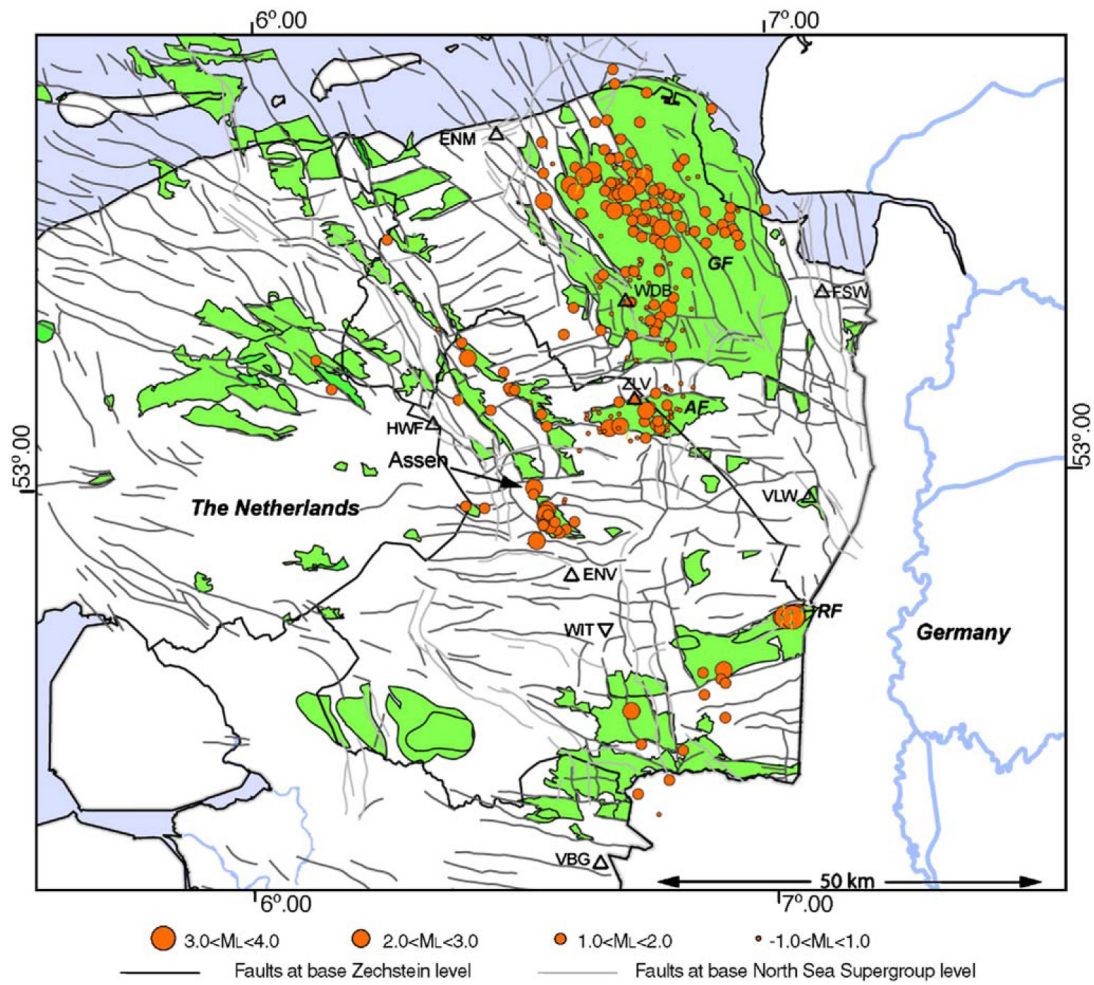 6°.00 7°.00
ENM
GF
WDB
FSW
ZLV
AF
HWF
Assen
53°.00 53°.00
VLW
The Netherlands
ENV
RF
WIT
Germany
VBG
50 km
6°.00 7°.00
3.0<ML<4.0 2.0<ML<3.0 1.0<ML<2.0 -1.0<ML<1.0
Faults at base Zechstein level Faults at base North Sea Supergroup level